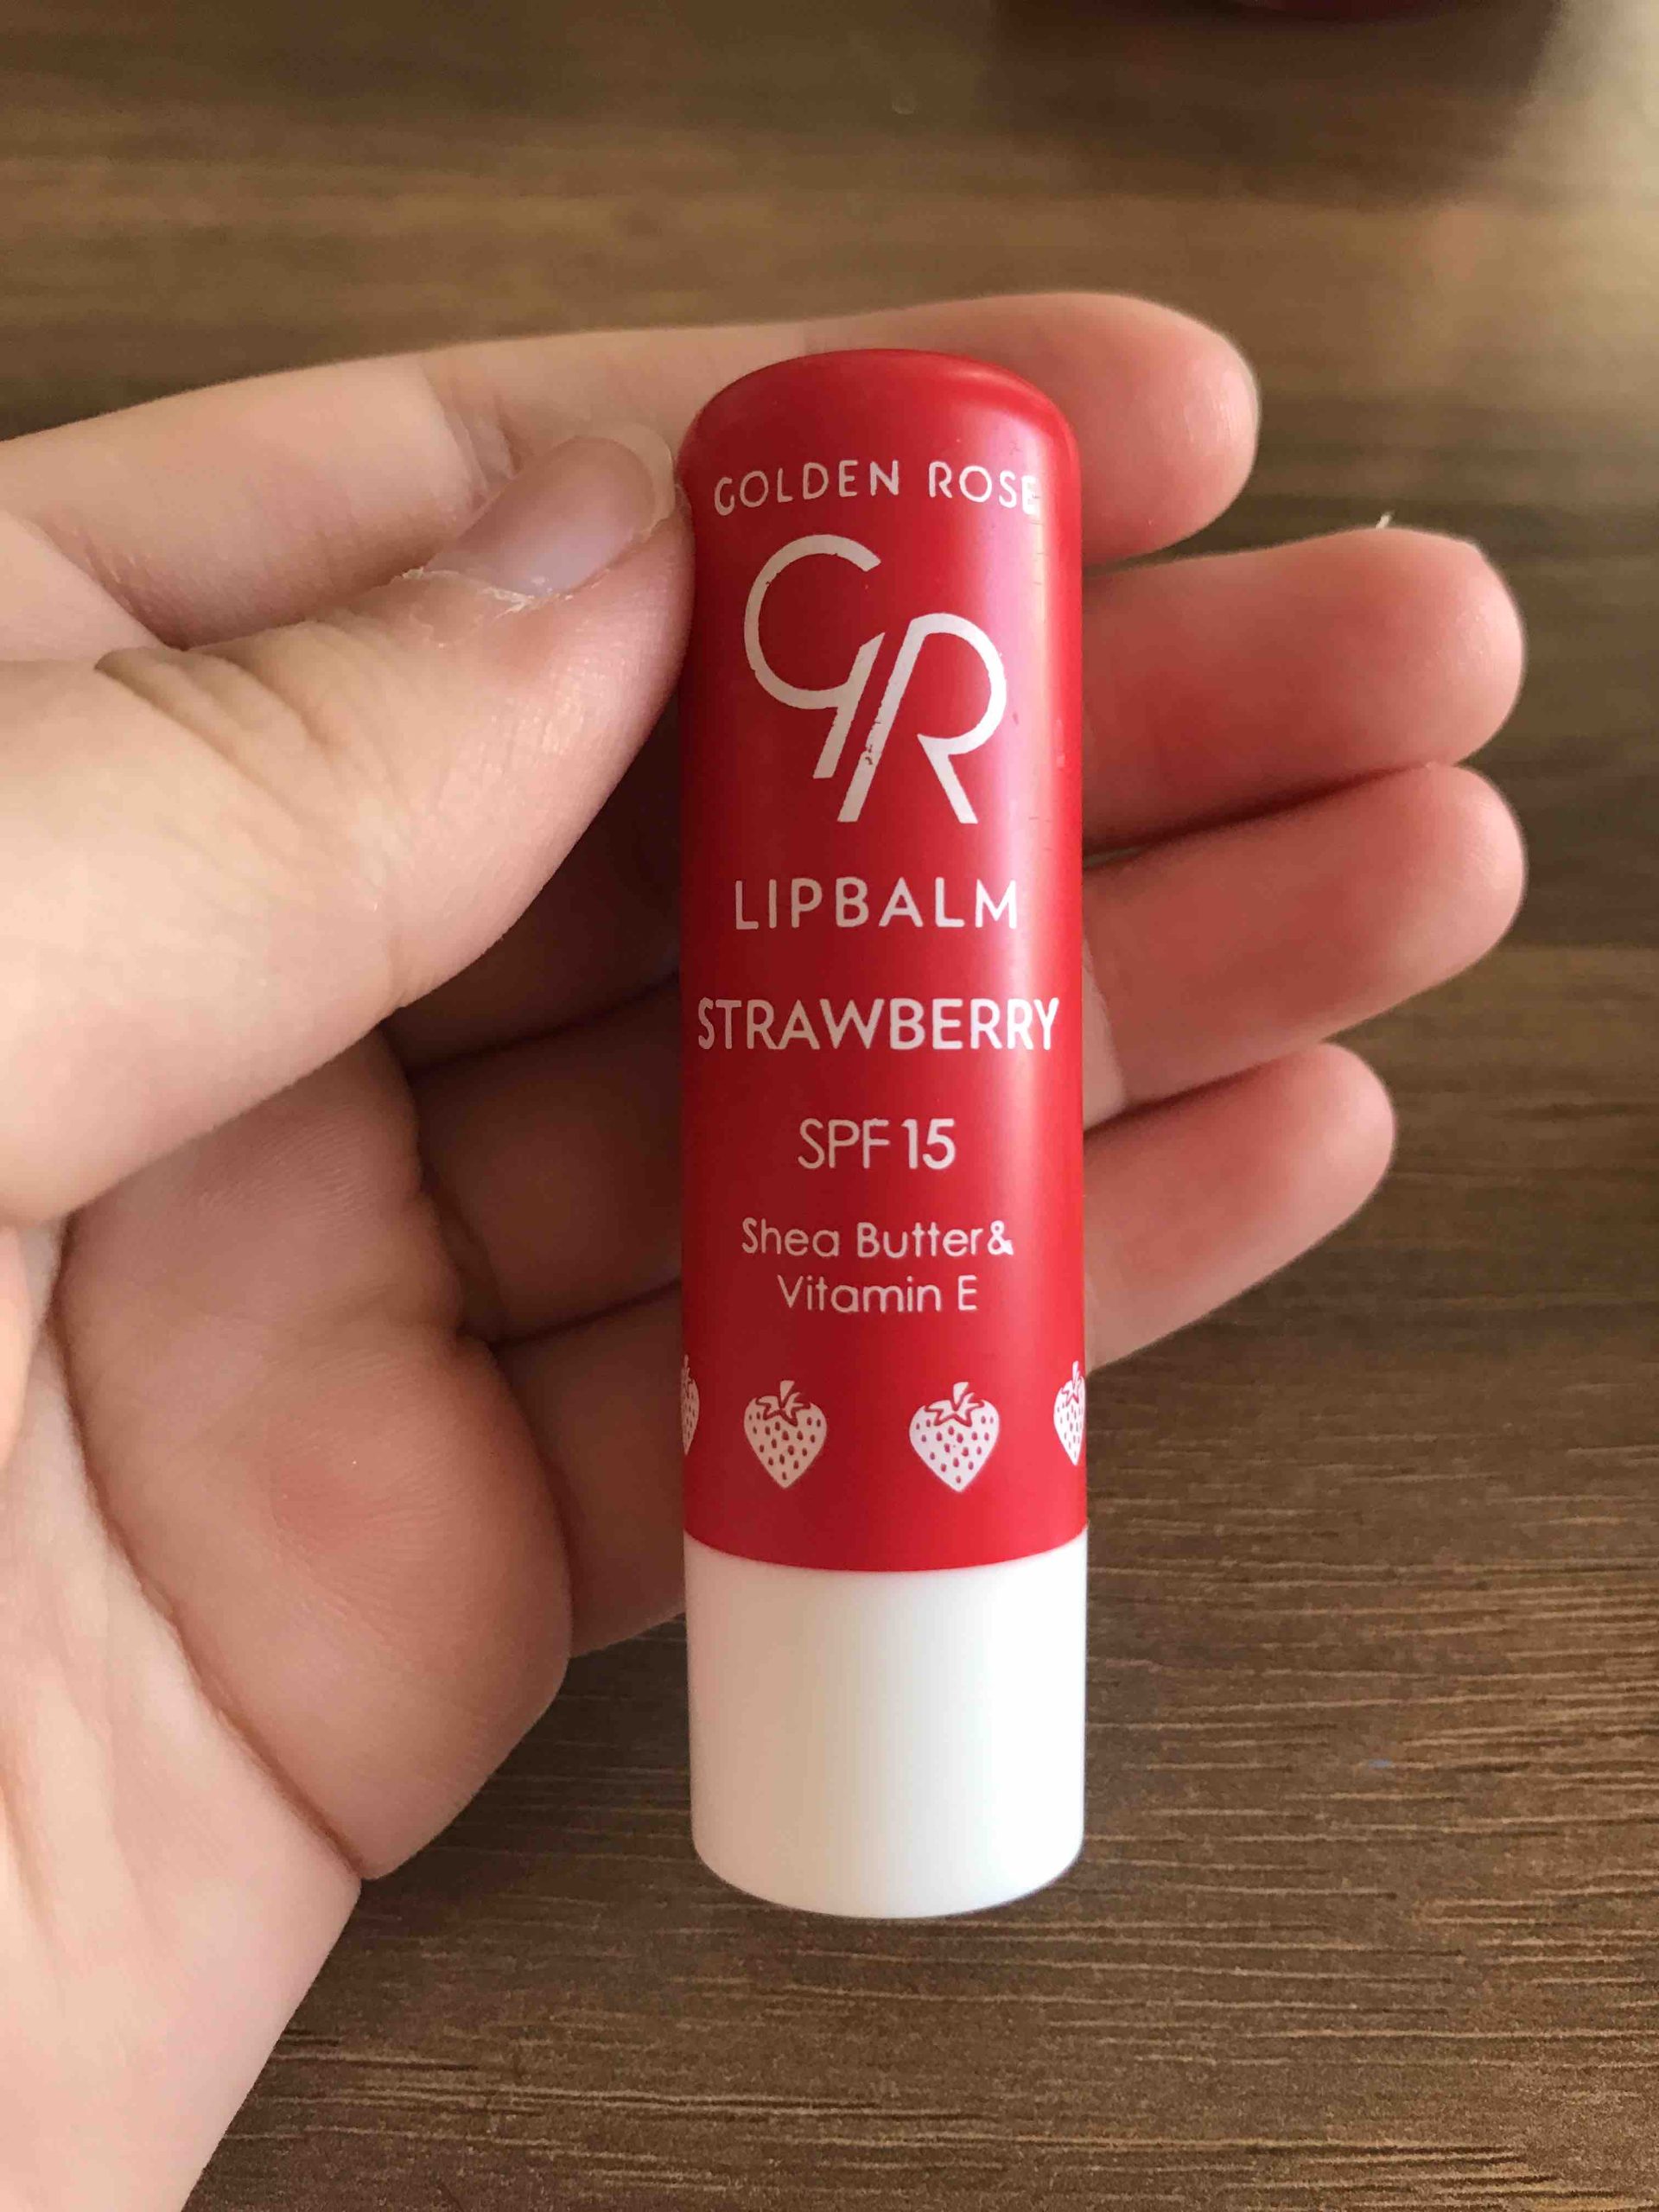 GOLDEN ROSE
GR
LIPBALM
STRAWBERRY
SPF 15
Shea Butter&
Vitamin E